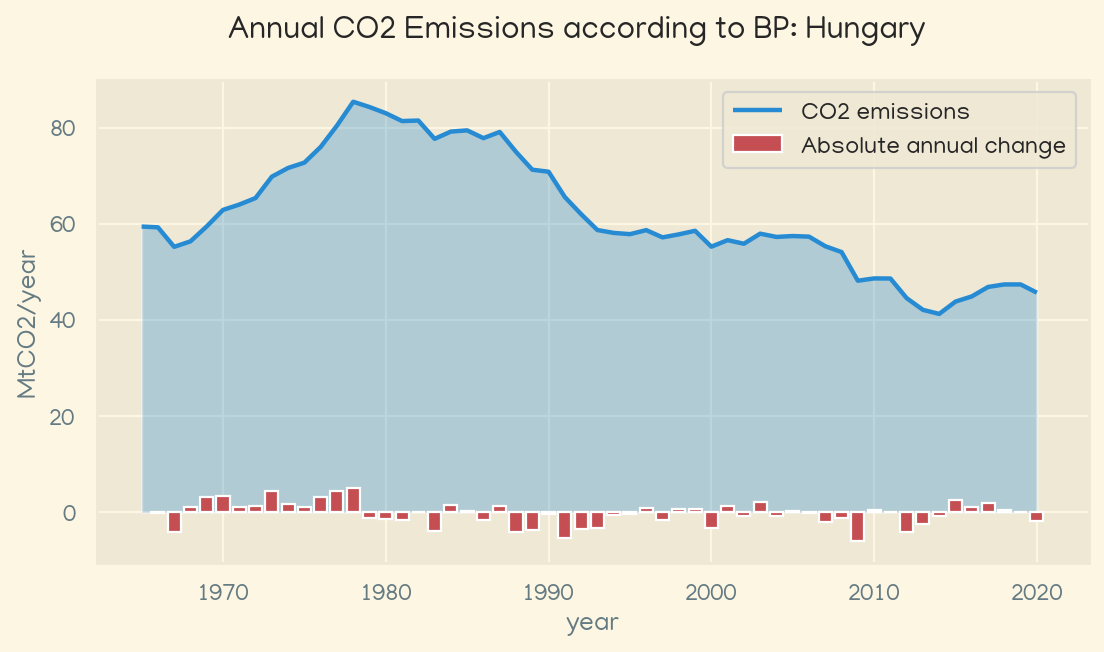 Annual CO2 Emissions according to BP: Hungary
CO2 emissions
Absolute annual change
MtCO2/year
80
60
40
20
0
1970 1980 1990 2000 2010 2020
year